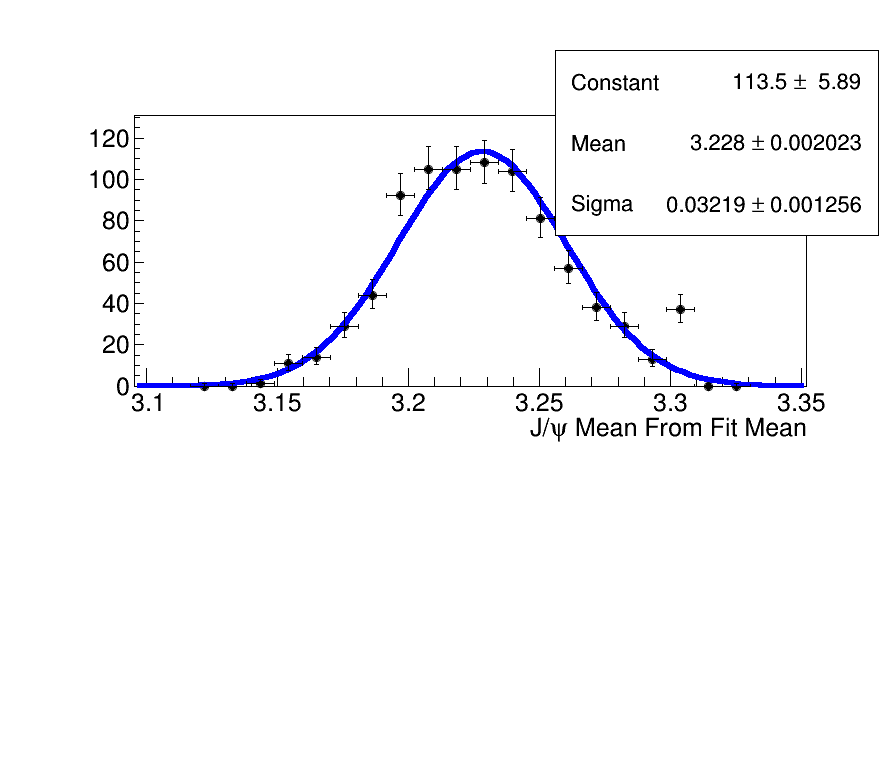 Constant 113.5 ± 5.89
Mean 3.228 ± 0.002023
Sigma 0.03219 ± 0.001256
120
100
80
60
40
20
0
3.1 3.15 3.2 3.25 3.3 3.35
J/ψ Mean From Fit Mean